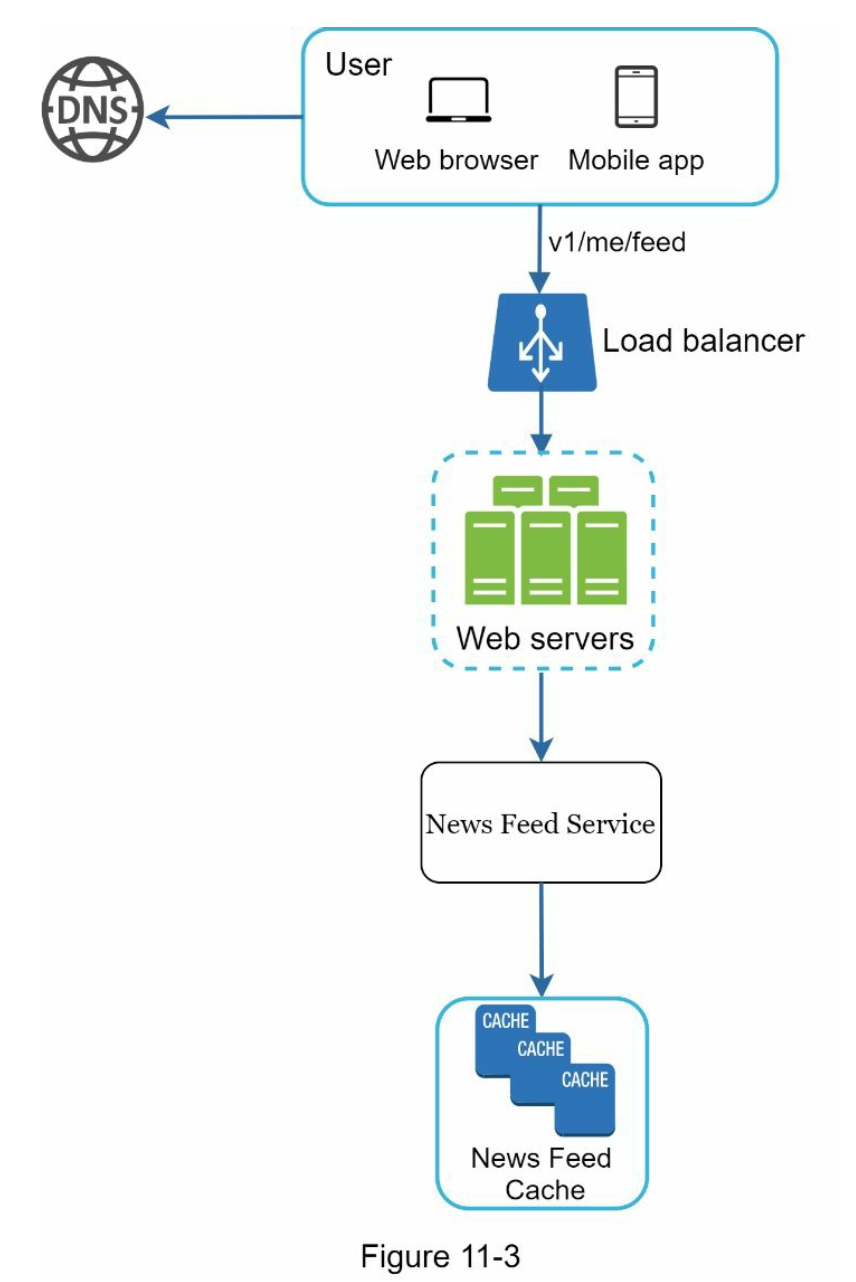 User
DNS
Web browser
Mobile app
v1/me/feed
Load balancer
Web servers
News Feed Service
CACHE
CACHE
CACHE
News Feed
Cache
Figure 11-3